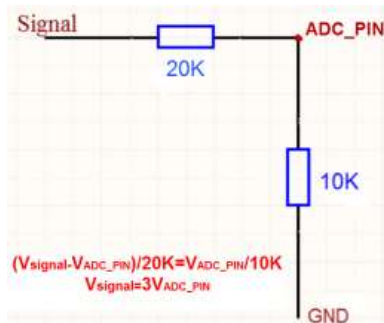 Signal
ADC_PIN
20K
10K
(Vsignal-VADC_PIN)/20K=VADC_PIN/10K
Vsignal=3VADC_PIN
GND